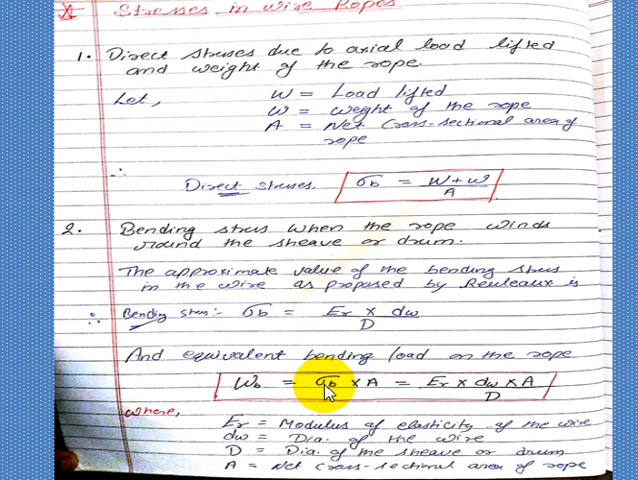 XI Stresses in wire Ropes
1. Direct stresses due to axial load lifted
and weight of the rope.
Let, W = Load lifted
w = weight of the rope
A = Net Cross-sectional area of
rope
∴
Direct stresses. σb = W + w / A
2. Bending stress when the rope winds
round the sheave or drum.
The approximate value of the bending stress
in the wire as proposed by Reuleaux is
∴ Bending stress:- σb = Er × dw / D
And equivalent bending load on the rope
Wb = σb × A = Er × dw × A / D
where,
Er = Modulus of elasticity of the wire
dw = Dia. of the wire
D = Dia. of the sheave or drum
A = Net Cross-sectional area of rope